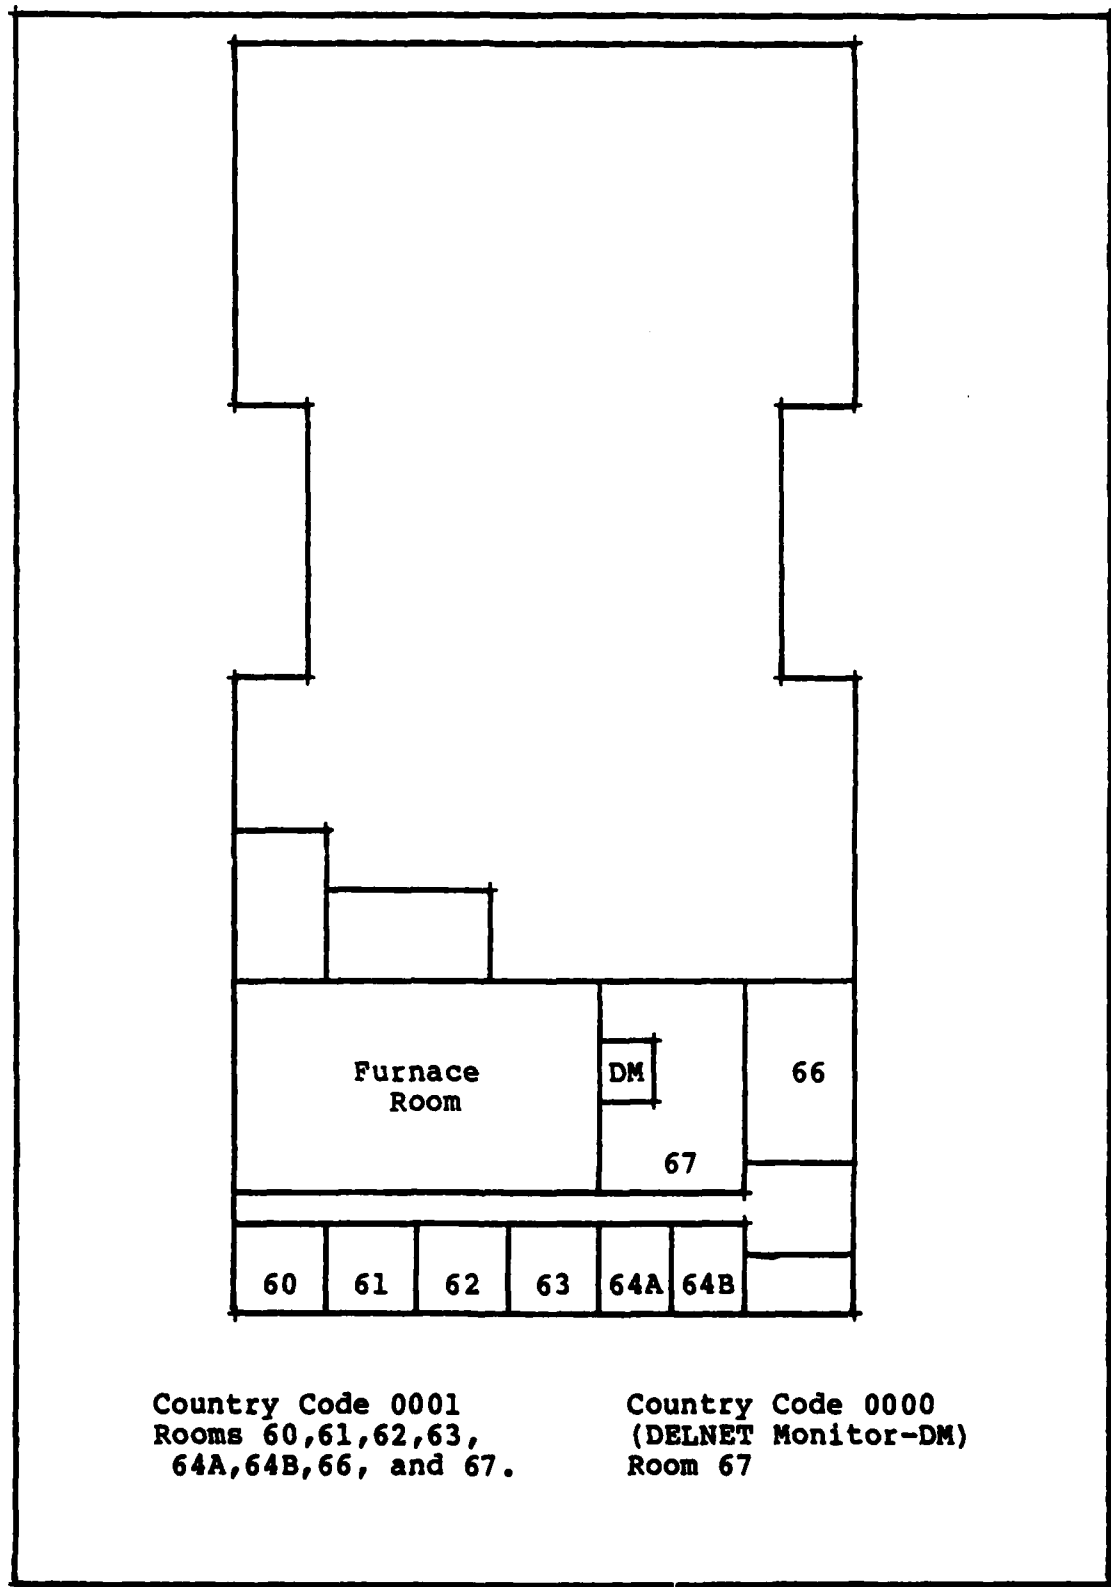 Furnace
Room
DM
66
67
60 61 62 63 64A 64B
Country Code 0001
Rooms 60,61,62,63,
64A,64B,66, and 67.
Country Code 0000
(DELNET Monitor-DM)
Room 67